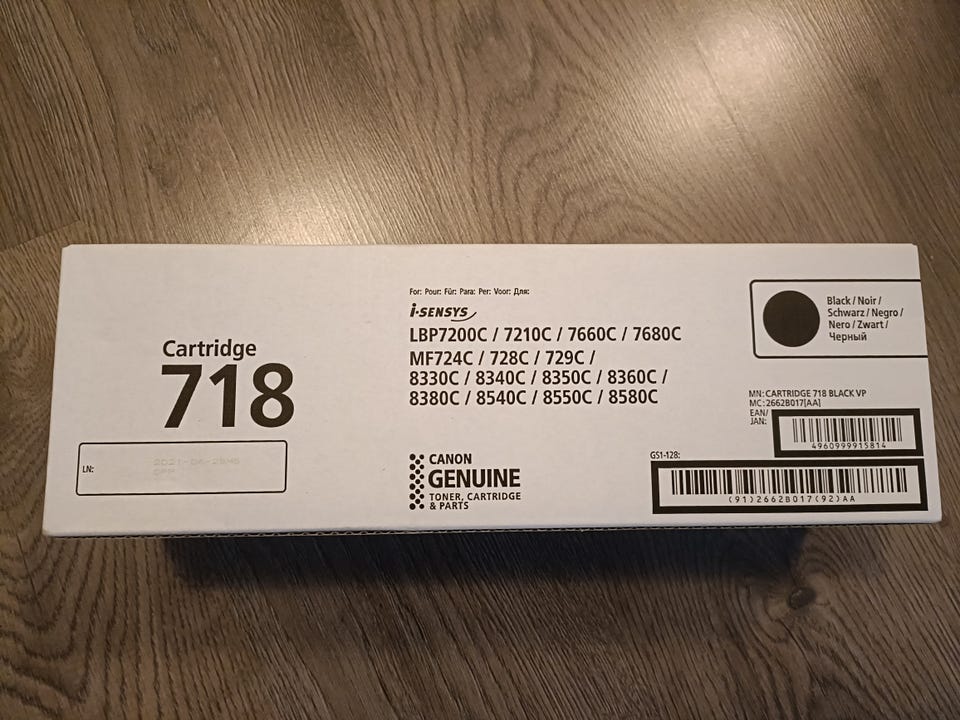 Cartridge
718
LN:
For: Pour: Für: Para: Per: Voor: Для:
i-SENSYS
LBP7200C / 7210C / 7660C / 7680C
MF724C / 728C / 729C /
8330C / 8340C / 8350C / 8360C /
8380C / 8540C / 8550C / 8580C
CANON
GENUINE
TONER, CARTRIDGE
& PARTS
Black / Noir /
Schwarz / Negro /
Nero / Zwart /
Черный
MN: CARTRIDGE 718 BLACK VP
MC: 2662B017[AA]
EAN/
JAN:
4960999915814
GS1-128:
(91)2662B017(92)AA